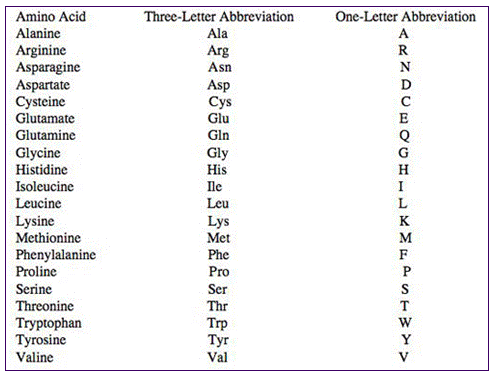 Amino Acid Three-Letter Abbreviation One-Letter Abbreviation
Alanine Ala A
Arginine Arg R
Asparagine Asn N
Aspartate Asp D
Cysteine Cys C
Glutamate Glu E
Glutamine Gln Q
Glycine Gly G
Histidine His H
Isoleucine Ile I
Leucine Leu L
Lysine Lys K
Methionine Met M
Phenylalanine Phe F
Proline Pro P
Serine Ser S
Threonine Thr T
Tryptophan Trp W
Tyrosine Tyr Y
Valine Val V